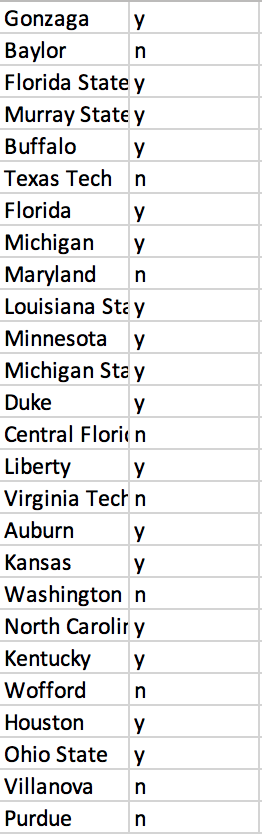 Gonzaga y
Baylor n
Florida State y
Murray State y
Buffalo y
Texas Tech n
Florida y
Michigan y
Maryland n
Louisiana Sta y
Minnesota y
Michigan Sta y
Duke y
Central Floric n
Liberty y
Virginia Tech n
Auburn y
Kansas y
Washington n
North Carolir y
Kentucky y
Wofford n
Houston y
Ohio State y
Villanova n
Purdue n